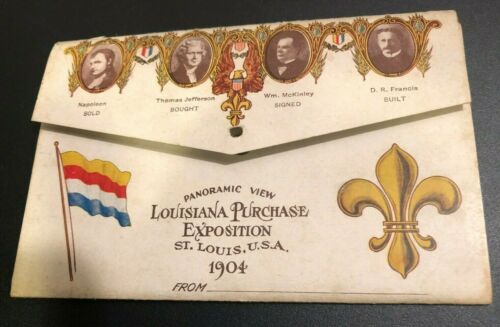 Napoleon
SOLD
Thomas Jefferson
BOUGHT
Wm. McKinley
SIGNED
D. R. Francis
BUILT
PANORAMIC VIEW
LOUISIANA PURCHASE
EXPOSITION
ST. LOUIS, U.S.A.
1904
FROM